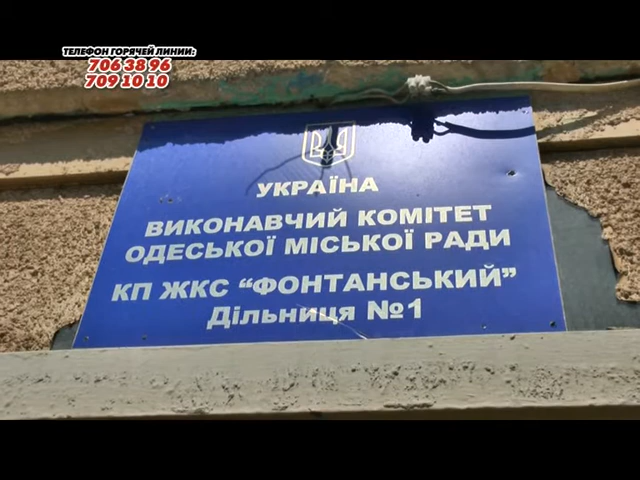 ТЕЛЕФОН ГОРЯЧЕЙ ЛИНИИ:
706 38 96
709 10 10
УКРАЇНА
ВИКОНАВЧИЙ КОМІТЕТ
ОДЕСЬКОЇ МІСЬКОЇ РАДИ
КП ЖКС “ФОНТАНСЬКИЙ”
Дільниця №1